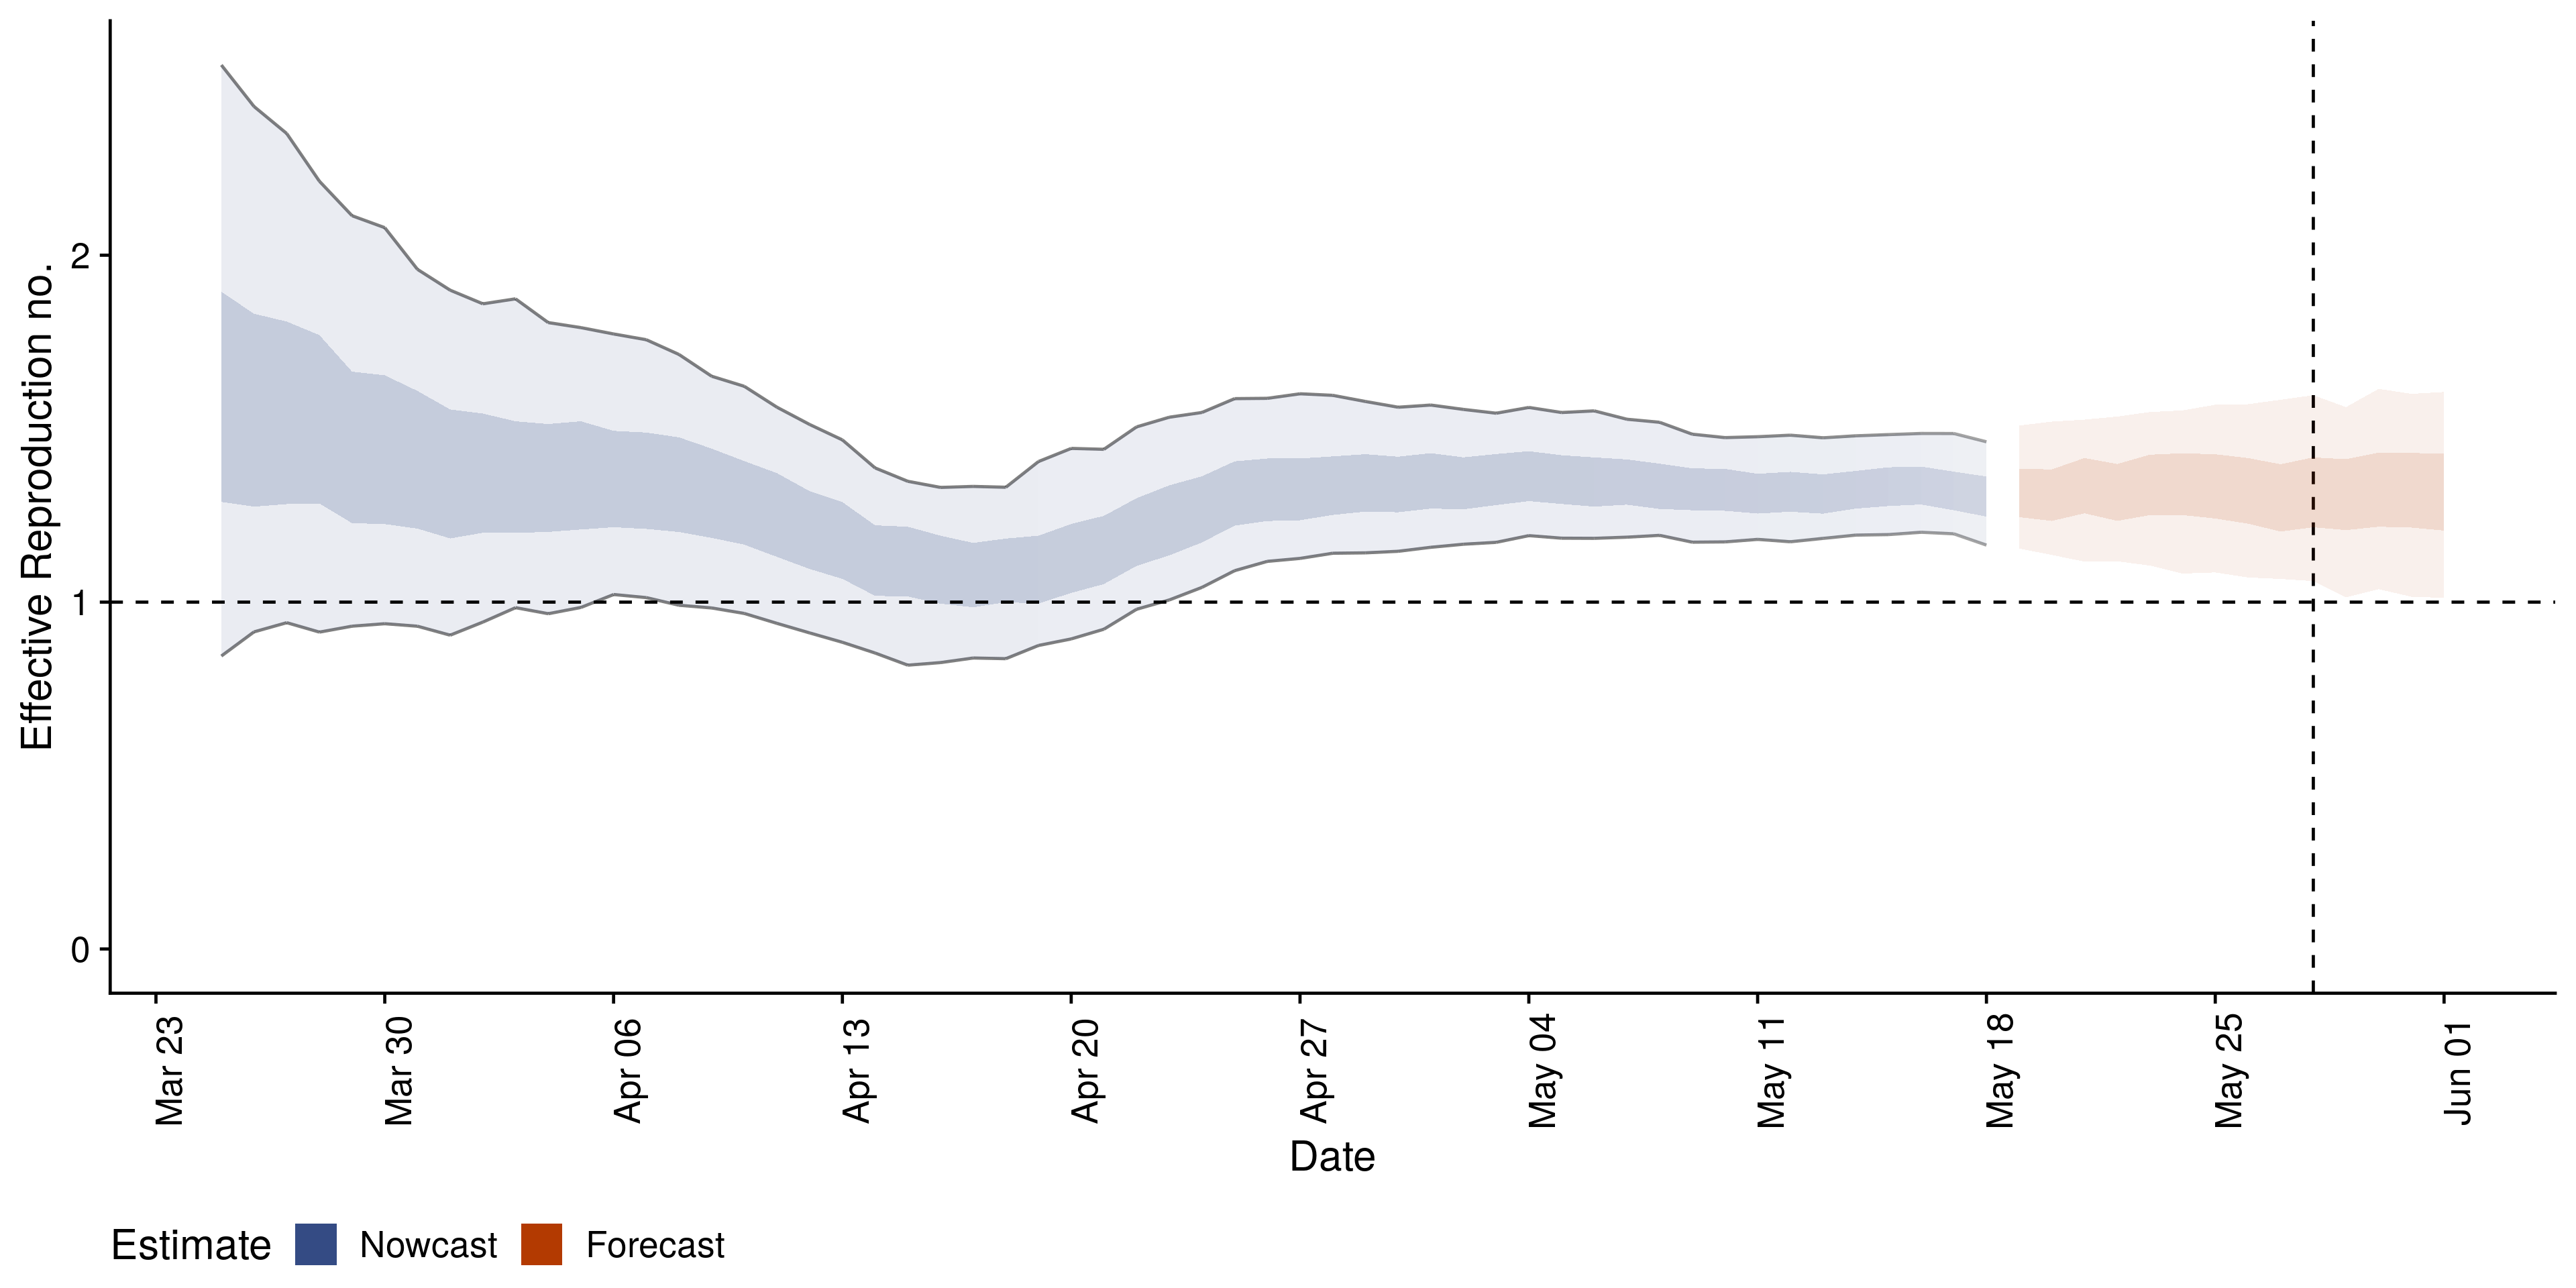 Effective Reproduction no.
2
1
0
Mar 23
Mar 30
Apr 06
Apr 13
Apr 20
Apr 27
May 04
May 11
May 18
May 25
Jun 01
Date
Estimate Nowcast Forecast